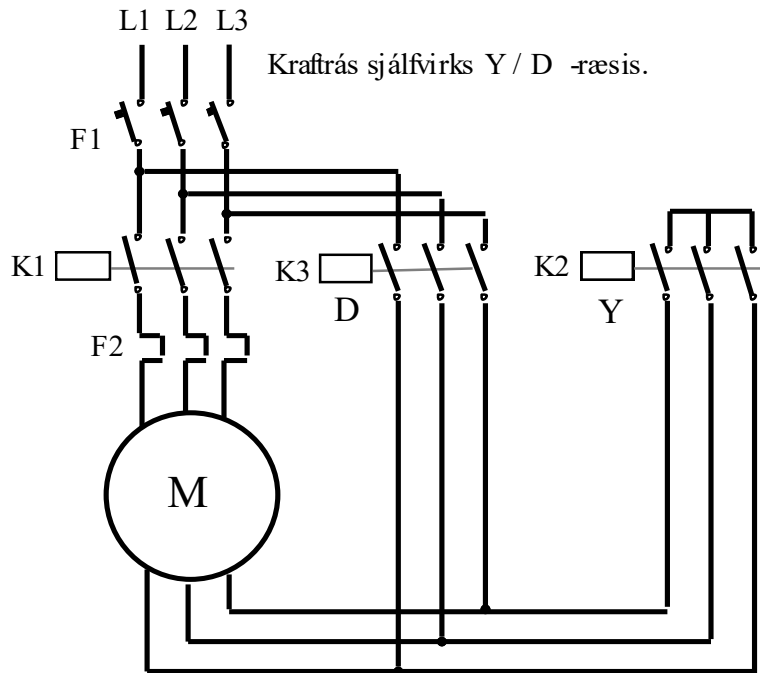 L1 L2 L3
Kraftrás sjálfvirks Y / D -ræsis.
F1
K1
K3
K2
D
Y
F2
M